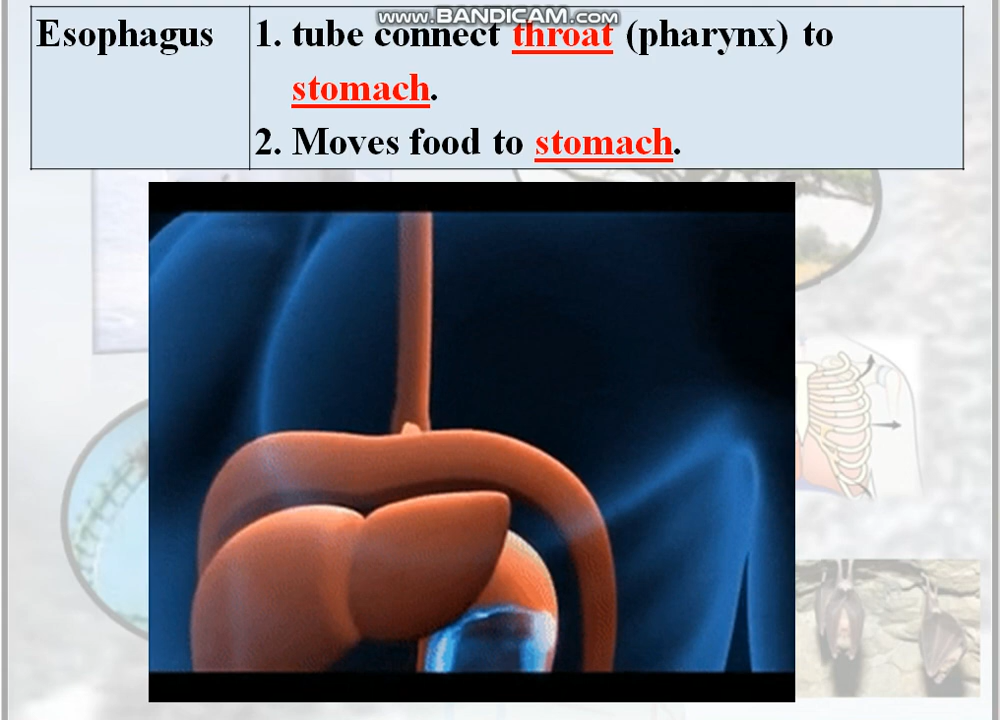 www.BANDICAM.com
Esophagus
1. tube connect throat (pharynx) to
stomach.
2. Moves food to stomach.